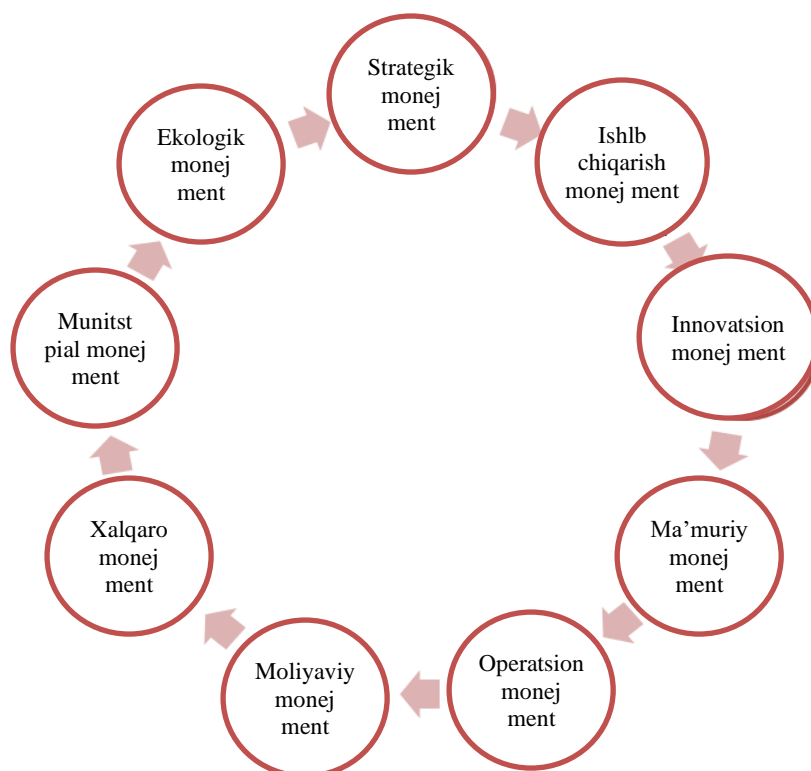 Strategik
monej
ment
Ishlb
chiqarish
monej ment
Innovatsion
monej ment
Ma’muriy
monej
ment
Operatsion
monej
ment
Moliyaviy
monej
ment
Xalqaro
monej
ment
Munitst
pial monej
ment
Ekologik
monej
ment